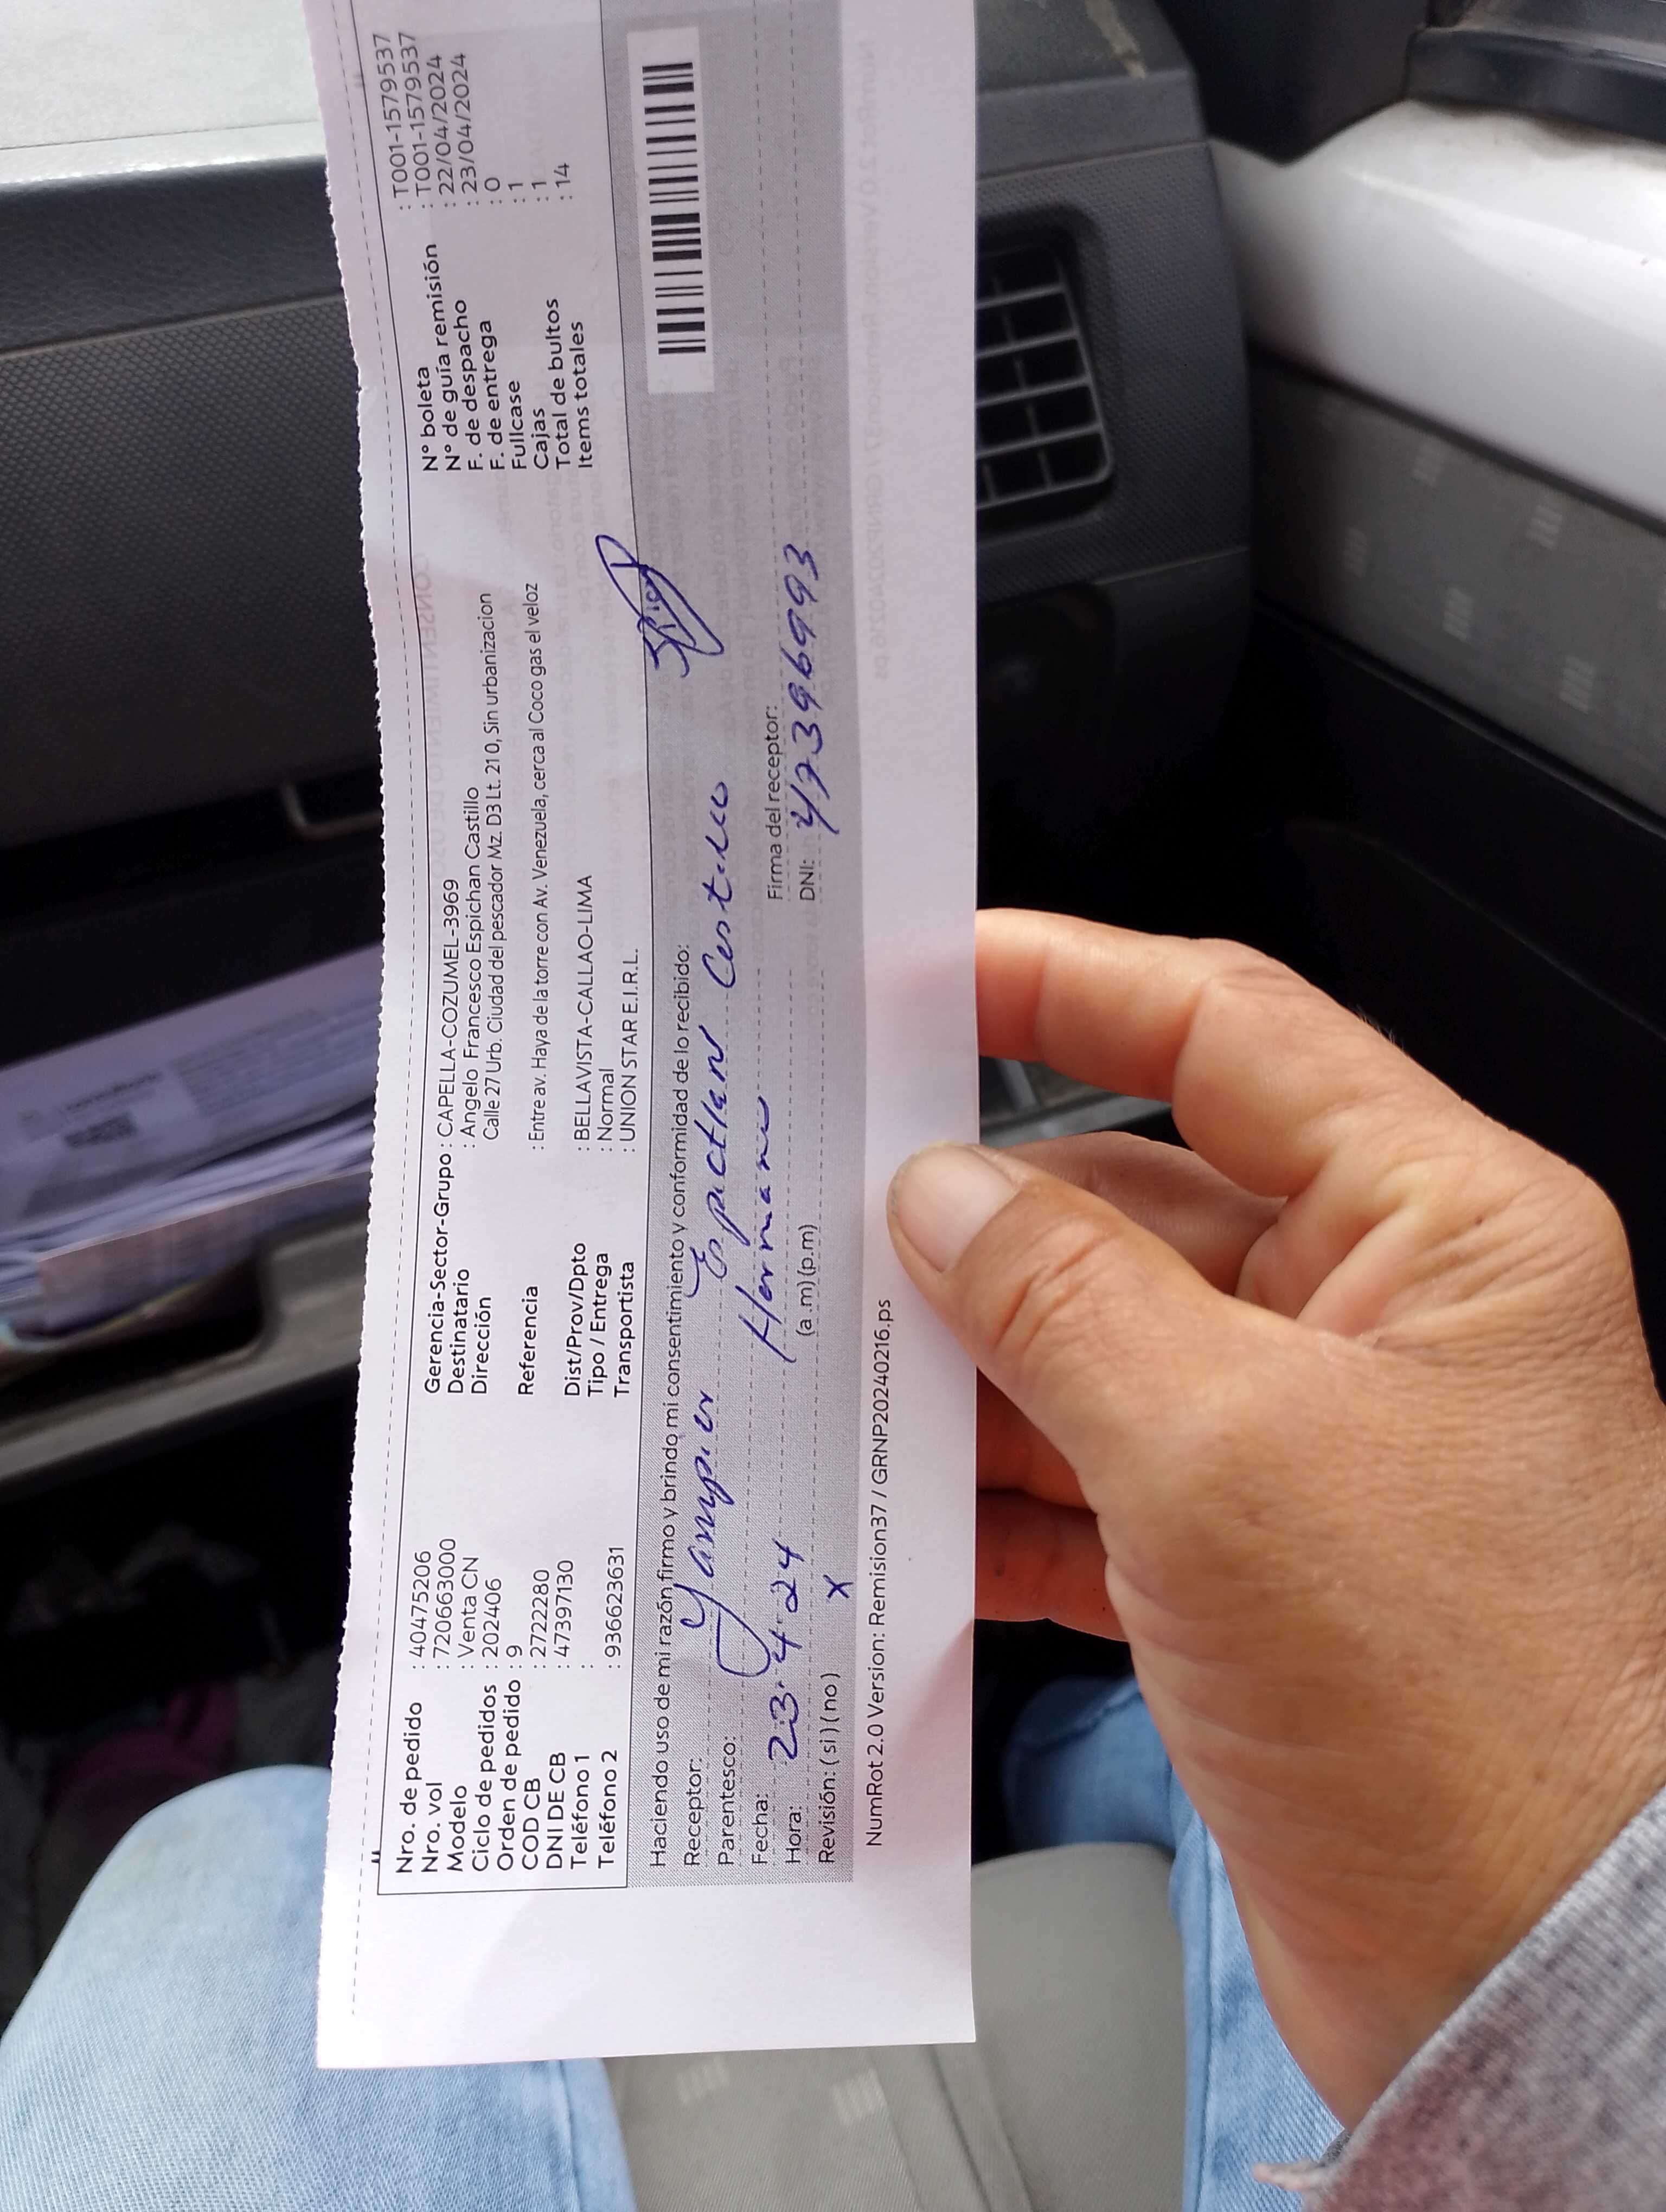 Nro. de pedido : 40475206
Nro. vol : 720663000
Modelo : Venta CN
Ciclo de pedidos : 202406
Orden de pedido : 9
COD CB : 2722280
DNI DE CB : 47397130
Teléfono 1 :
Teléfono 2 : 936623631
Gerencia-Sector-Grupo : CAPELLA-COZUMEL-3969
Destinatario : Angelo Francesco Espichan Castillo
Dirección Calle 27 Urb. Ciudad del pescador Mz. D3 Lt. 21 0, Sin urbanizacion
Referencia : Entre av. Haya de la torre con Av. Venezuela, cerca al Coco gas el veloz
Dist/Prov/Dpto : BELLAVISTA-CALLAO-LIMA
Tipo / Entrega : Normal
Transportista : UNION STAR E.I.R.L.
N° boleta : T001-1579537
N° de guía remisión : T001-1579537
F. de despacho : 22/04/2024
F. de entrega : 23/04/2024
Fullcase : 0
Cajas : 1
Total de bultos : 1
Items totales : 14
Haciendo uso de mi razón firmo y brindo mi consentimiento y conformidad de lo recibido:
Receptor: Yampier Espichan Castillo
Parentesco: Hermano
Fecha: 23.4.24
Hora: (a.m) (p.m)
Revisión: ( si ) ( no ) X
Firma del receptor:
DNI: 47396993
NumRot 2.0 Version: Remision37 / GRNP20240216.ps